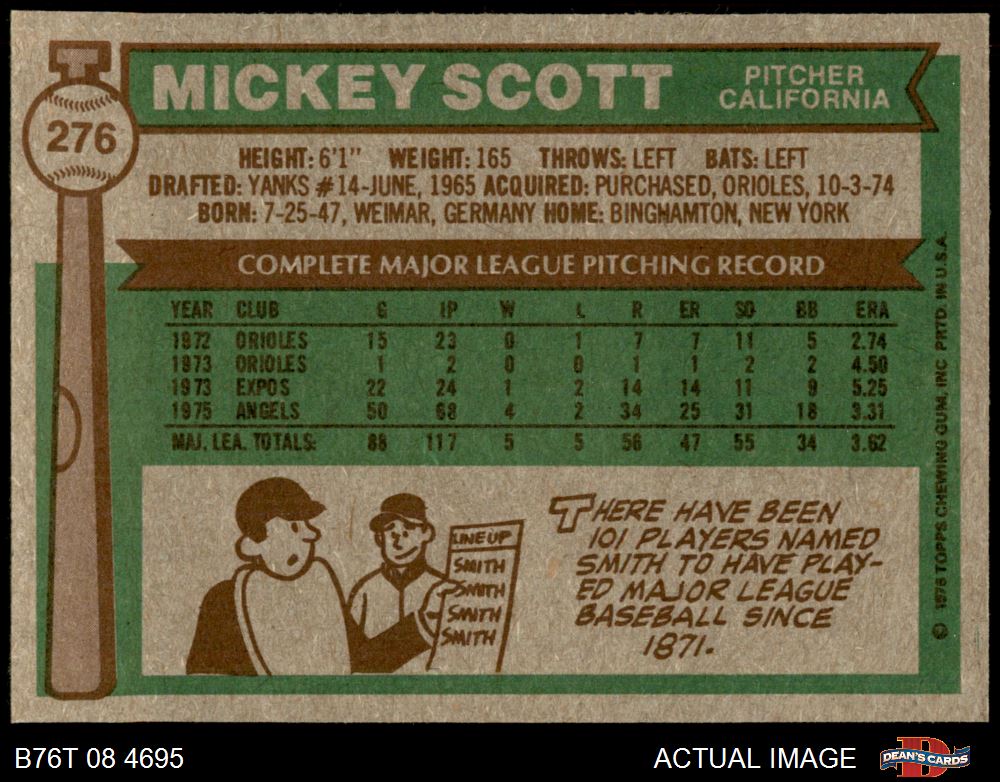 276
MICKEY SCOTT
PITCHER
CALIFORNIA
HEIGHT: 6'1" WEIGHT: 165 THROWS: LEFT BATS: LEFT
DRAFTED: YANKS #14-JUNE, 1965 ACQUIRED: PURCHASED, ORIOLES, 10-3-74
BORN: 7-25-47, WEIMAR, GERMANY HOME: BINGHAMTON, NEW YORK
COMPLETE MAJOR LEAGUE PITCHING RECORD
YEAR CLUB G IP W L R ER SO BB ERA
1972 ORIOLES 15 23 0 1 7 7 11 5 2.74
1973 ORIOLES 1 2 0 0 1 1 2 2 4.50
1973 EXPOS 22 24 1 2 14 14 11 9 5.25
1975 ANGELS 50 68 4 2 34 25 31 18 3.31
MAJ. LEA. TOTALS: 88 117 5 5 56 47 55 34 3.62
LINEUP
SMITH
SMITH
SMITH
SMITH
THERE HAVE BEEN
101 PLAYERS NAMED
SMITH TO HAVE PLAY-
ED MAJOR LEAGUE
BASEBALL SINCE
1871.
© 1976 TOPPS CHEWING GUM, INC PRTD. IN U.S.A.
B76T 08 4695
ACTUAL IMAGE
DEAN'S CARDS